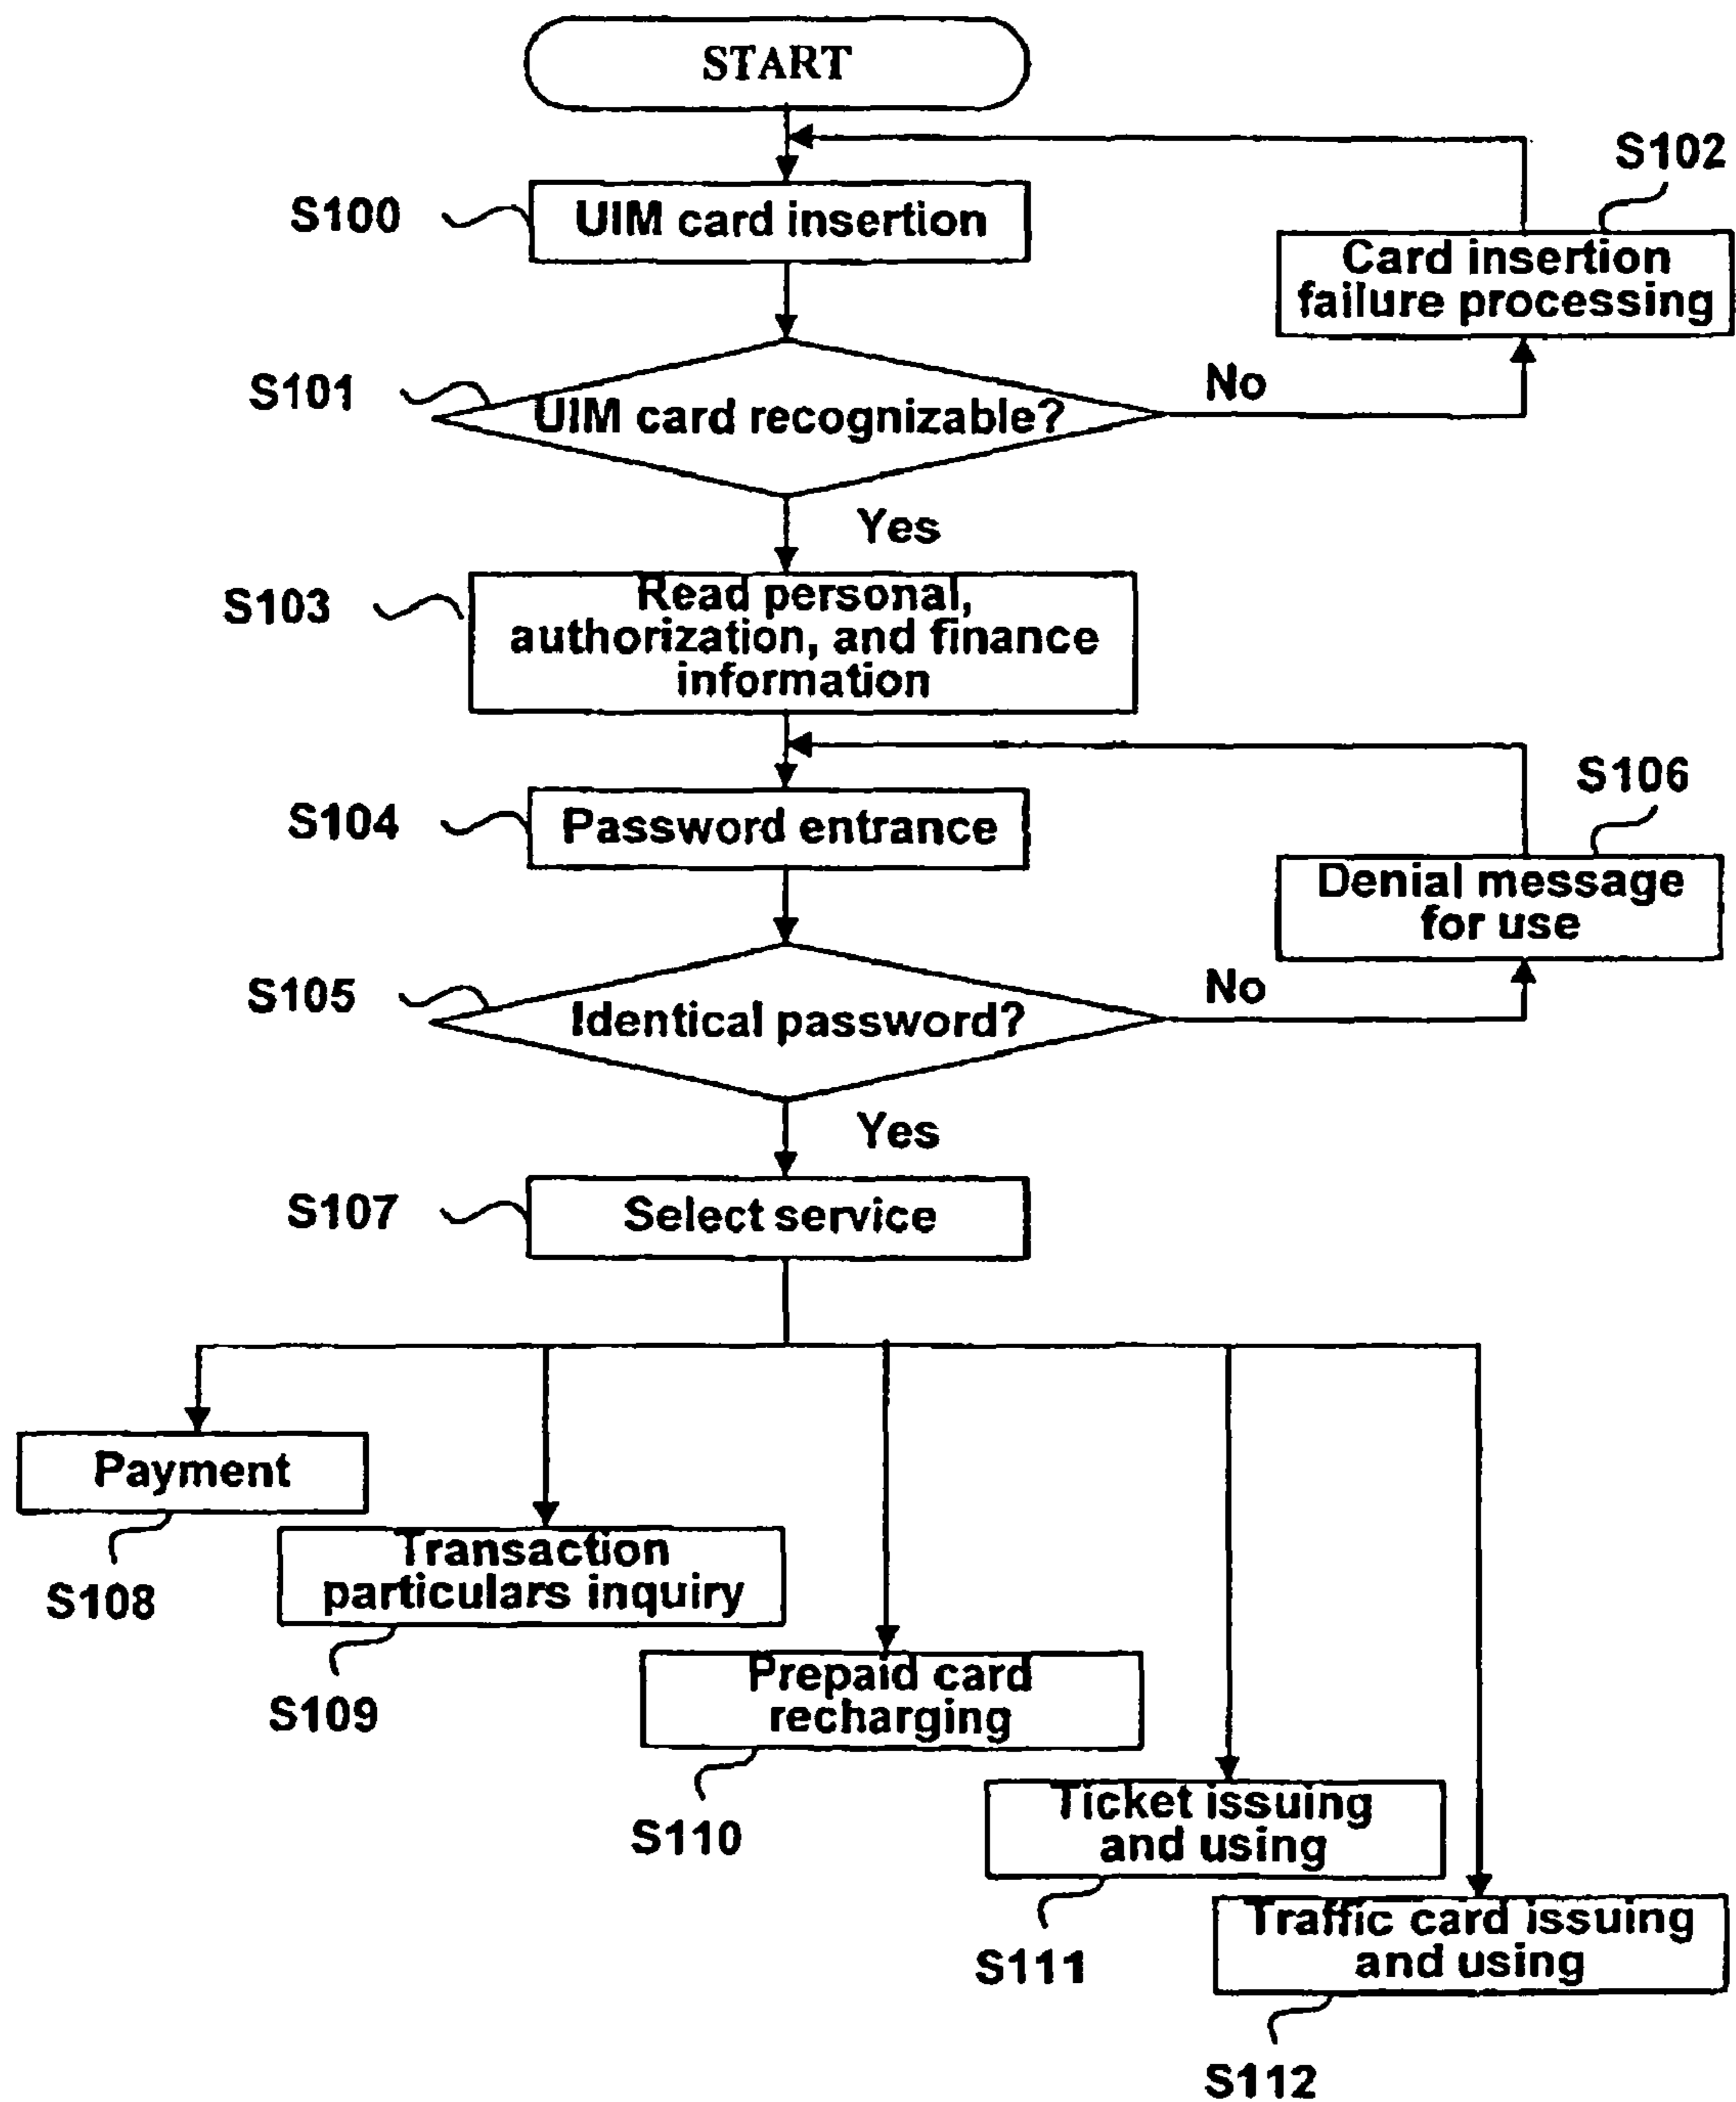 START
S102
S100
UIM card insertion
Card insertion
failure processing
S101
UIM card recognizable?
No
Yes
S103
Read personal,
authorization, and finance
information
S104
Password entrance
S106
Denial message
for use
S105
Identical password?
No
Yes
S107
Select service
Payment
S108
Transaction
particulars inquiry
S109
Prepaid card
recharging
S110
Ticket issuing
and using
S111
Traffic card issuing
and using
S112